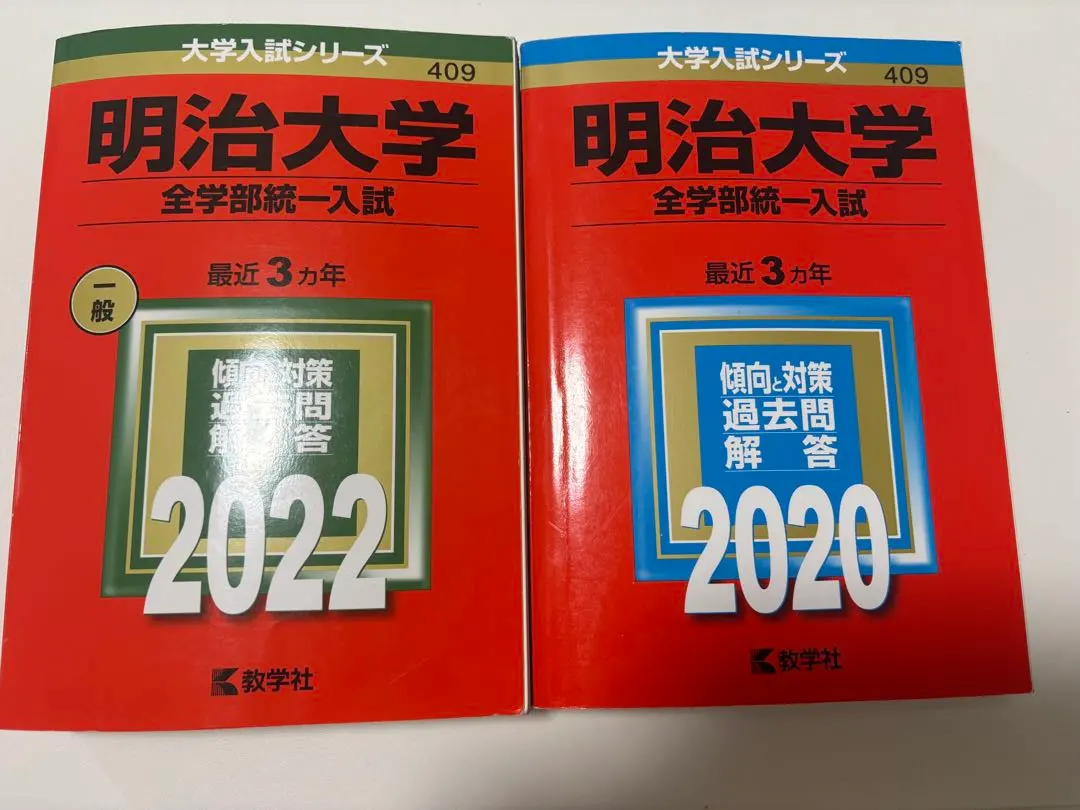 大学入試シリーズ
409
明治大学
全学部統一入試
最近3カ年
一般
傾向と対策
過去問
解答
2022
教学社
大学入試シリーズ
409
明治大学
全学部統一入試
最近3カ年
傾向と対策
過去問
解答
2020
教学社